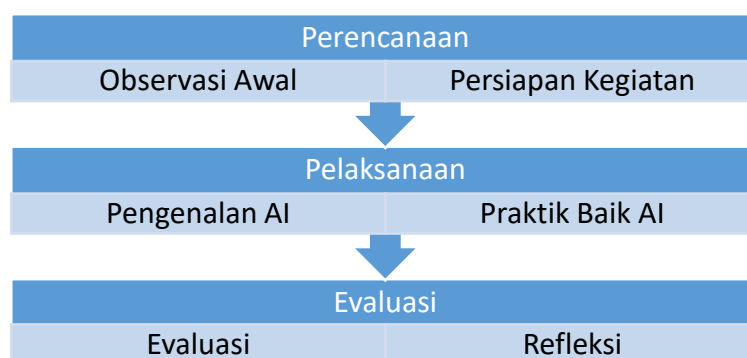 Perencanaan
Observasi Awal Persiapan Kegiatan
Pelaksanaan
Pengenalan AI Praktik Baik AI
Evaluasi
Evaluasi Refleksi